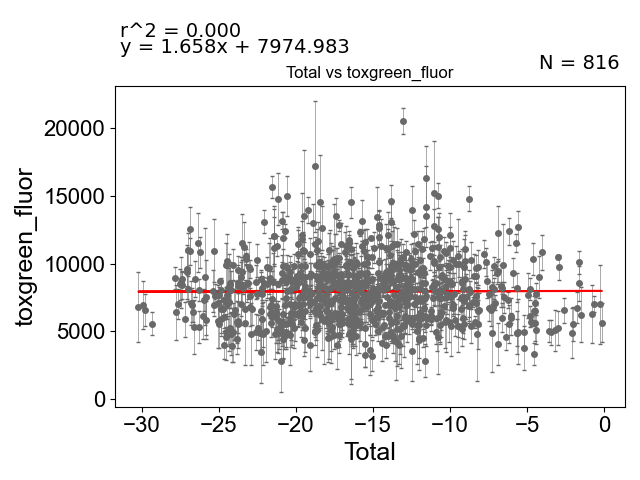 r^2 = 0.000
y = 1.658x + 7974.983
N = 816
Total vs toxgreen_fluor
20000
15000
10000
5000
0
toxgreen_fluor
−30
−25
−20
−15
−10
−5
0
Total